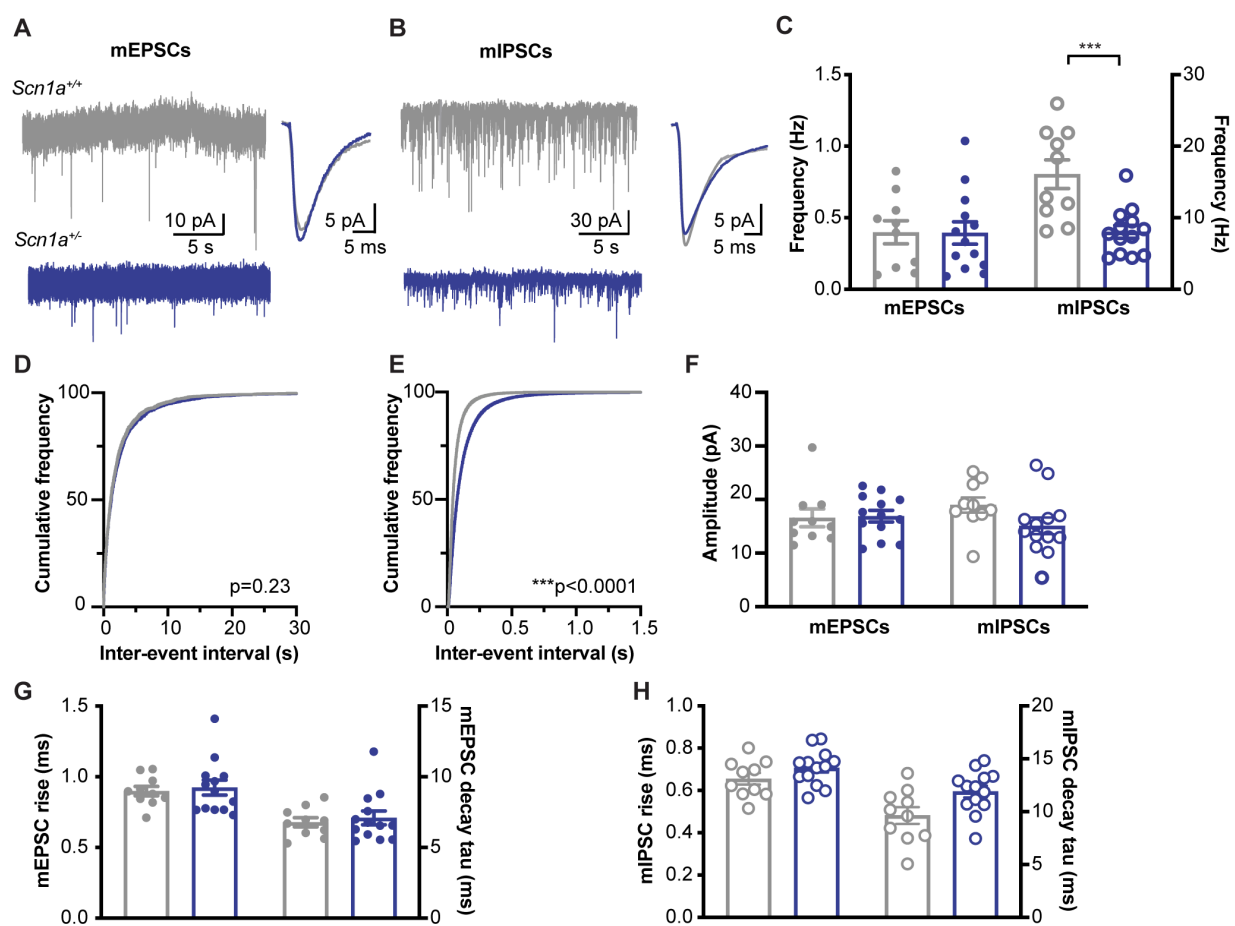 A
mEPSCs
Scn1a+/+
10 pA
5 s
5 pA
5 ms
Scn1a+/-
B
mIPSCs
30 pA
5 s
5 pA
5 ms
C
***
1.5
1.0
0.5
0.0
Frequency (Hz)
30
20
10
0
Frequency (Hz)
mEPSCs
mIPSCs
D
Cumulative frequency
100
50
0
p=0.23
0
10
20
30
Inter-event interval (s)
E
Cumulative frequency
100
50
0
***p<0.0001
0
0.5
1.0
1.5
Inter-event interval (s)
F
Amplitude (pA)
40
30
20
10
0
mEPSCs
mIPSCs
G
mEPSC rise (ms)
1.5
1.0
0.5
0.0
15
10
5
0
mEPSC decay tau (ms)
H
mIPSC rise (ms)
1.0
0.8
0.6
0.4
0.2
0.0
20
15
10
5
0
mIPSC decay tau (ms)